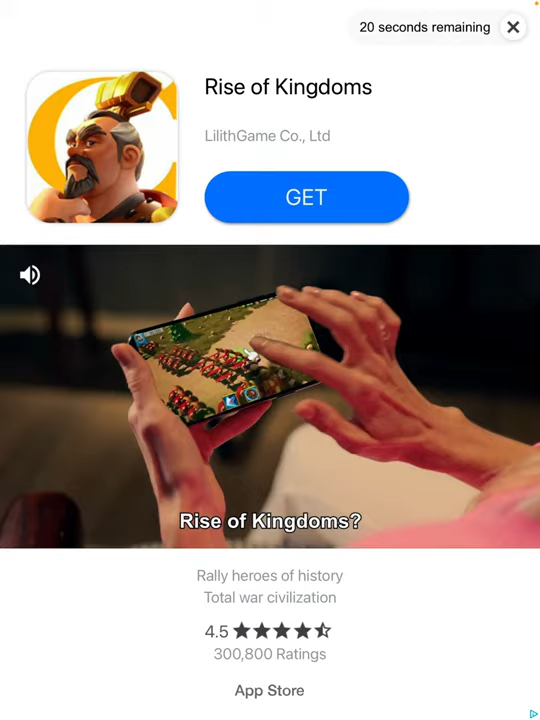 20 seconds remaining
Rise of Kingdoms
LilithGame Co., Ltd
GET
Rise of Kingdoms?
Rally heroes of history
Total war civilization
4.5
300,800 Ratings
App Store